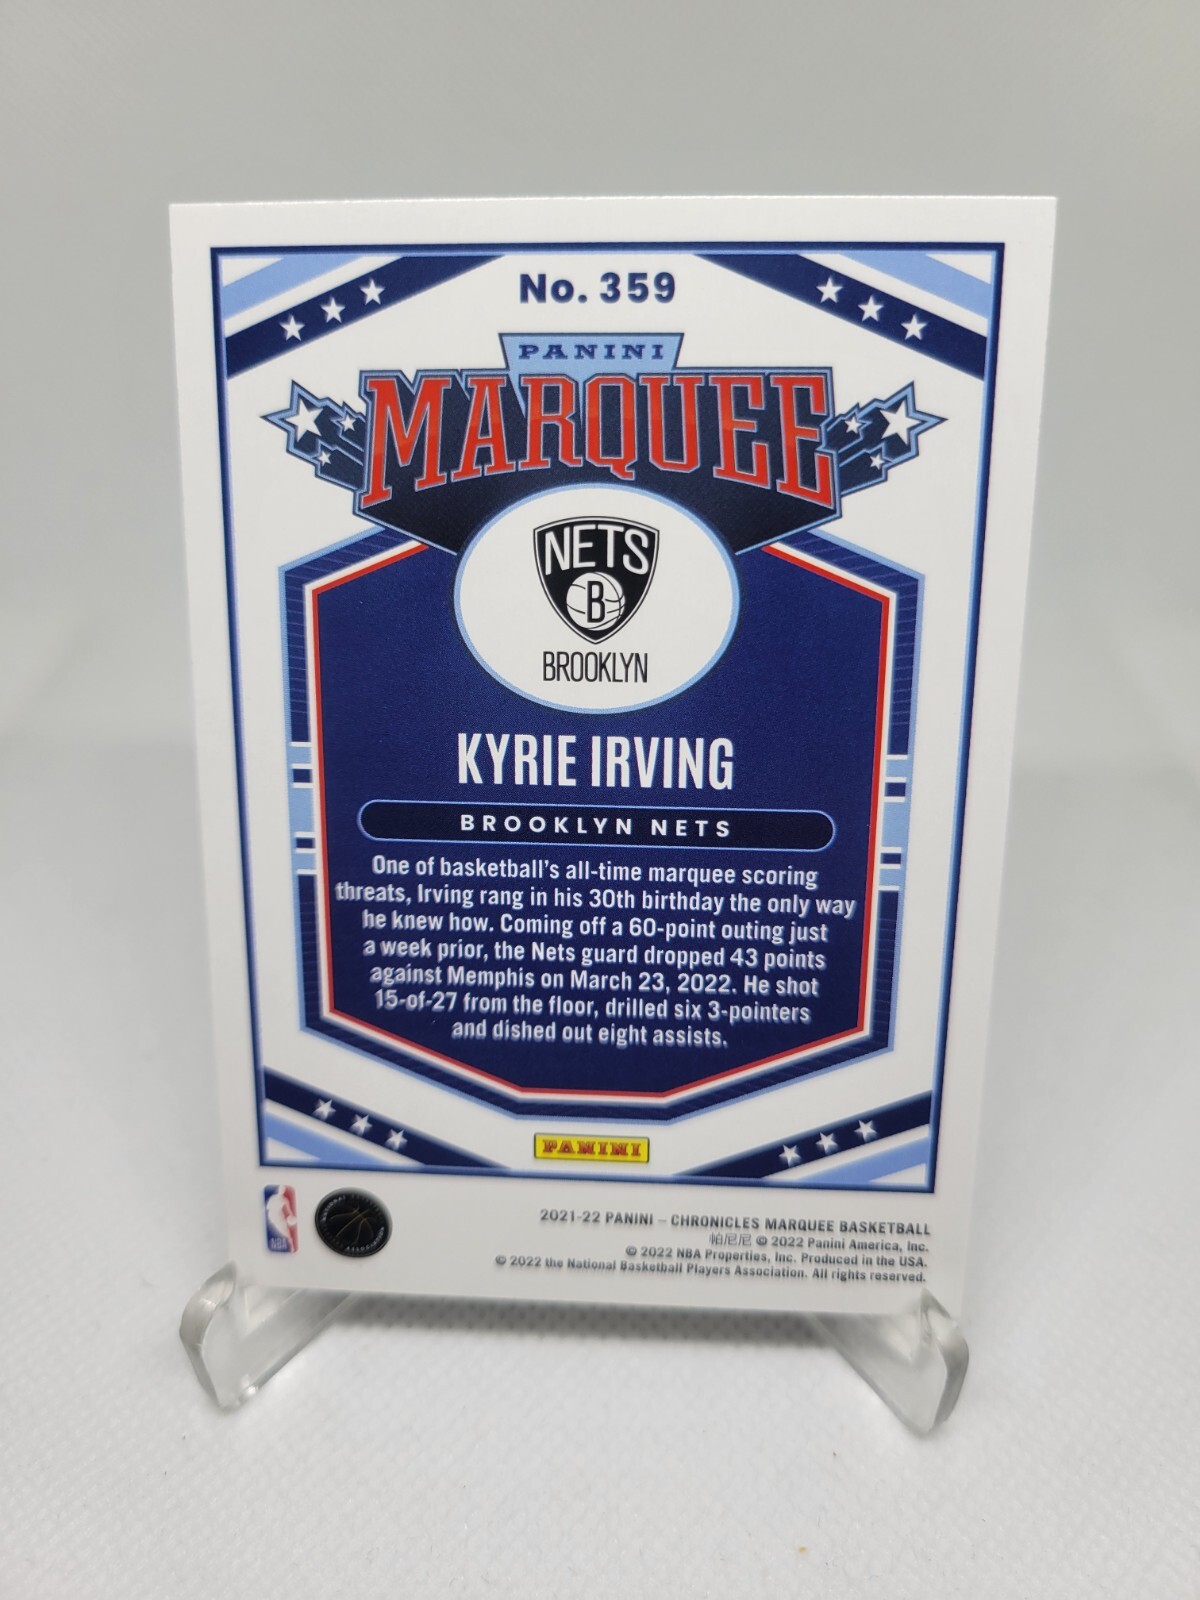 No. 359
PANINI
MARQUEE
NETS
B
BROOKLYN
KYRIE IRVING
BROOKLYN NETS
One of basketball's all-time marquee scoring
threats, Irving rang in his 30th birthday the only way
he knew how. Coming off a 60-point outing just
a week prior, the Nets guard dropped 43 points
against Memphis on March 23, 2022. He shot
15-of-27 from the floor, drilled six 3-pointers
and dished out eight assists.
PANINI
NBA
2021-22 PANINI – CHRONICLES MARQUEE BASKETBALL
帕尼尼 © 2022 Panini America, Inc.
© 2022 NBA Properties, Inc. Produced in the USA.
© 2022 the National Basketball Players Association. All rights reserved.